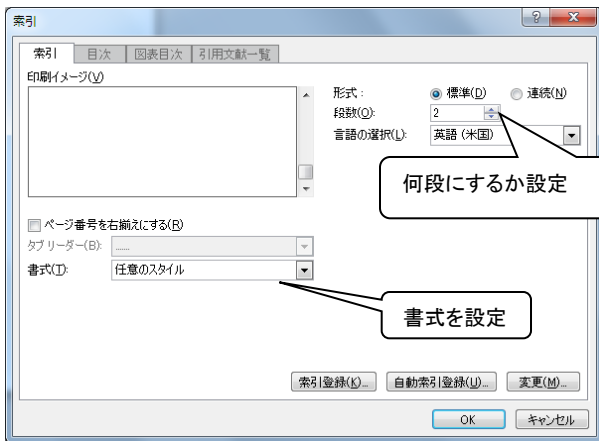 索引
索引 目次 図表目次 引用文献一覧
印刷イメージ(V)
形式: 標準(D) 連続(N)
段数(O): 2
言語の選択(L): 英語 (米国)
何段にするか設定
ページ番号を右揃えにする(R)
タブ リーダー(B): ......
書式(T): 任意のスタイル
書式を設定
索引登録(K)... 自動索引登録(U)... 変更(M)...
OK キャンセル